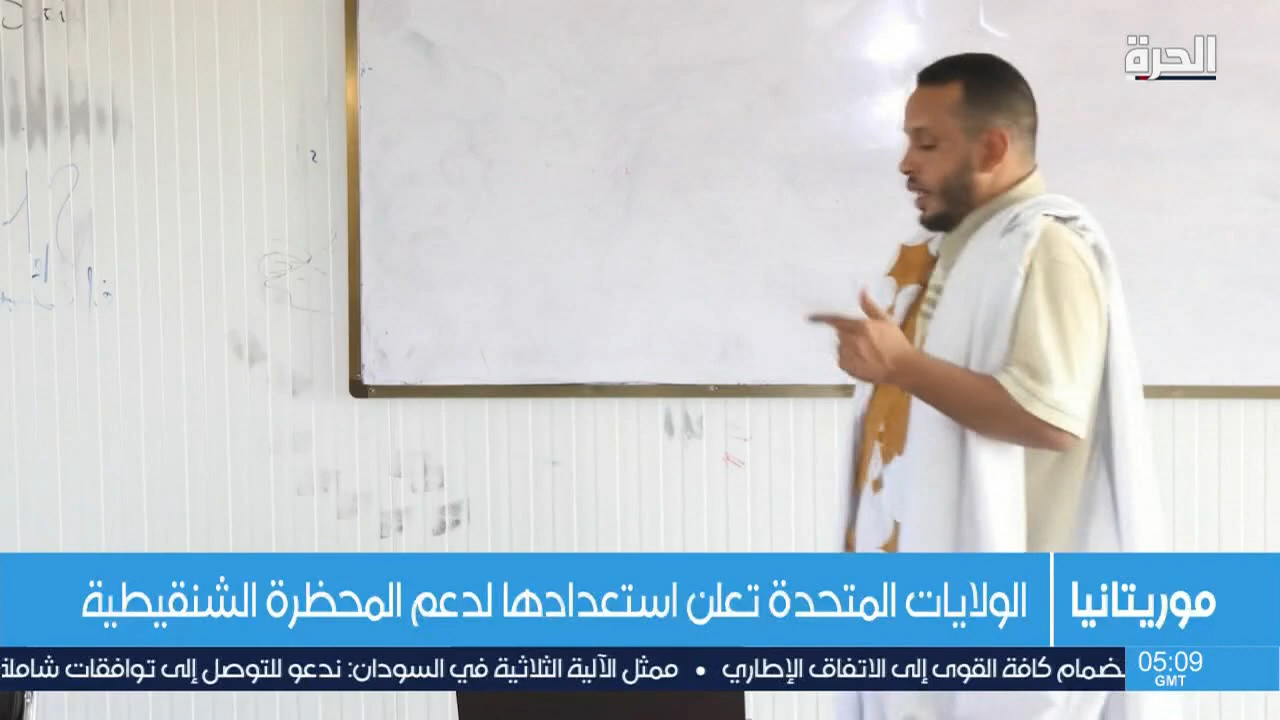 الحرة
موريتانيا
الولايات المتحدة تعلن استعدادها لدعم المحظرة الشنقيطية
نضمام كافة القوى إلى الاتفاق الإطاري • ممثل الآلية الثلاثية في السودان: ندعو للتوصل إلى توافقات شاملة
05:09
GMT